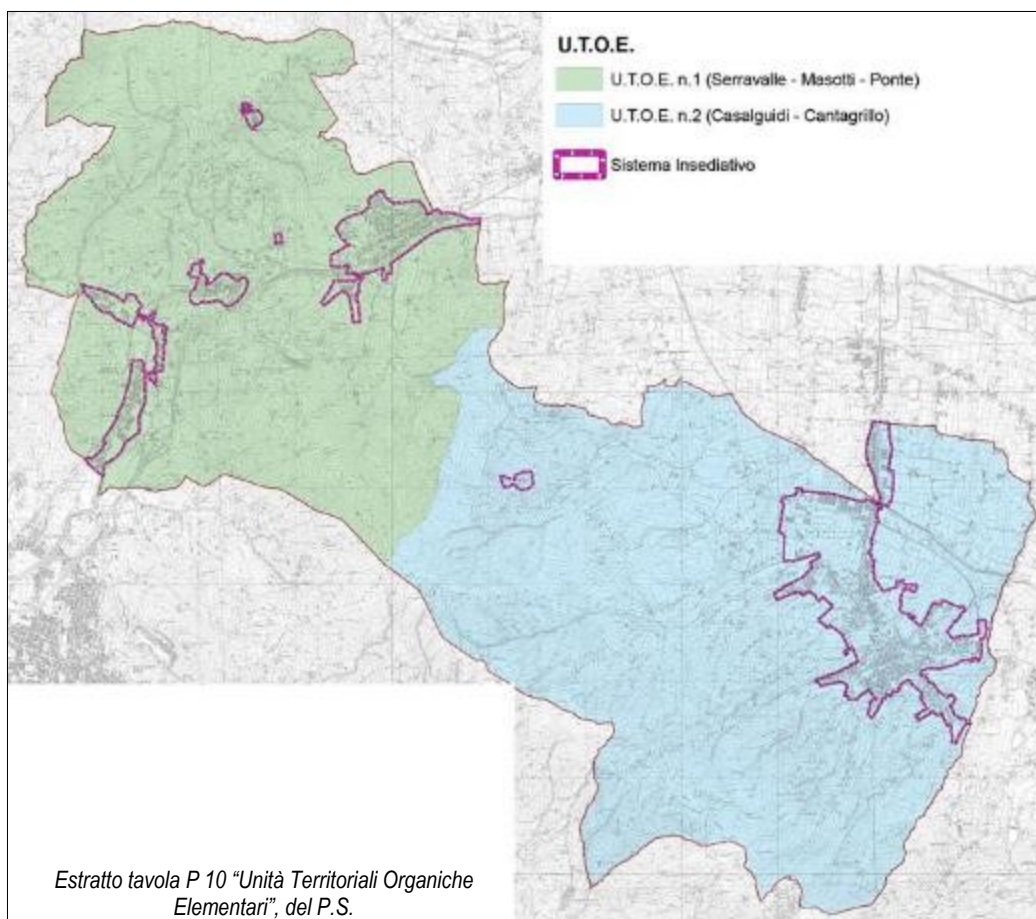 U.T.O.E.
U.T.O.E. n.1 (Serravalle - Masotti - Ponte)
U.T.O.E. n.2 (Casalguidi - Cantagrillo)
Sistema Insediativo
Estratto tavola P 10 “Unità Territoriali Organiche
Elementari”, del P.S.